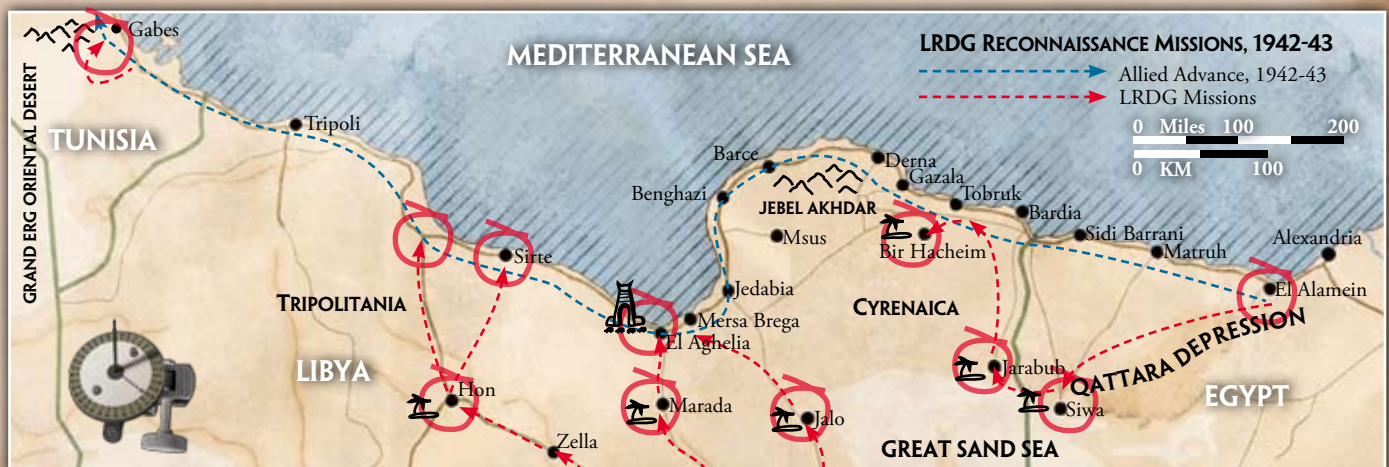 Gabes
MEDITERRANEAN SEA
LRDG RECONNAISSANCE MISSIONS, 1942-43
Allied Advance, 1942-43
LRDG Missions
0 Miles 100 200
0 KM 100
GRAND ERG ORIENTAL DESERT
TUNISIA
Tripoli
Barce
Derna
Gazala
Benghazi
Tobruk
JEBEL AKHDAR
Bardia
Msus
Bir Hacheim
Sidi Barrani
Matruh
Alexandria
Sirte
El Alamein
Jedabia
TRIPOLITANIA
CYRENAICA
Mersa Brega
El Aghelia
QATTARA DEPRESSION
LIBYA
Jarabub
EGYPT
Hon
Marada
Jalo
Siwa
Zella
GREAT SAND SEA